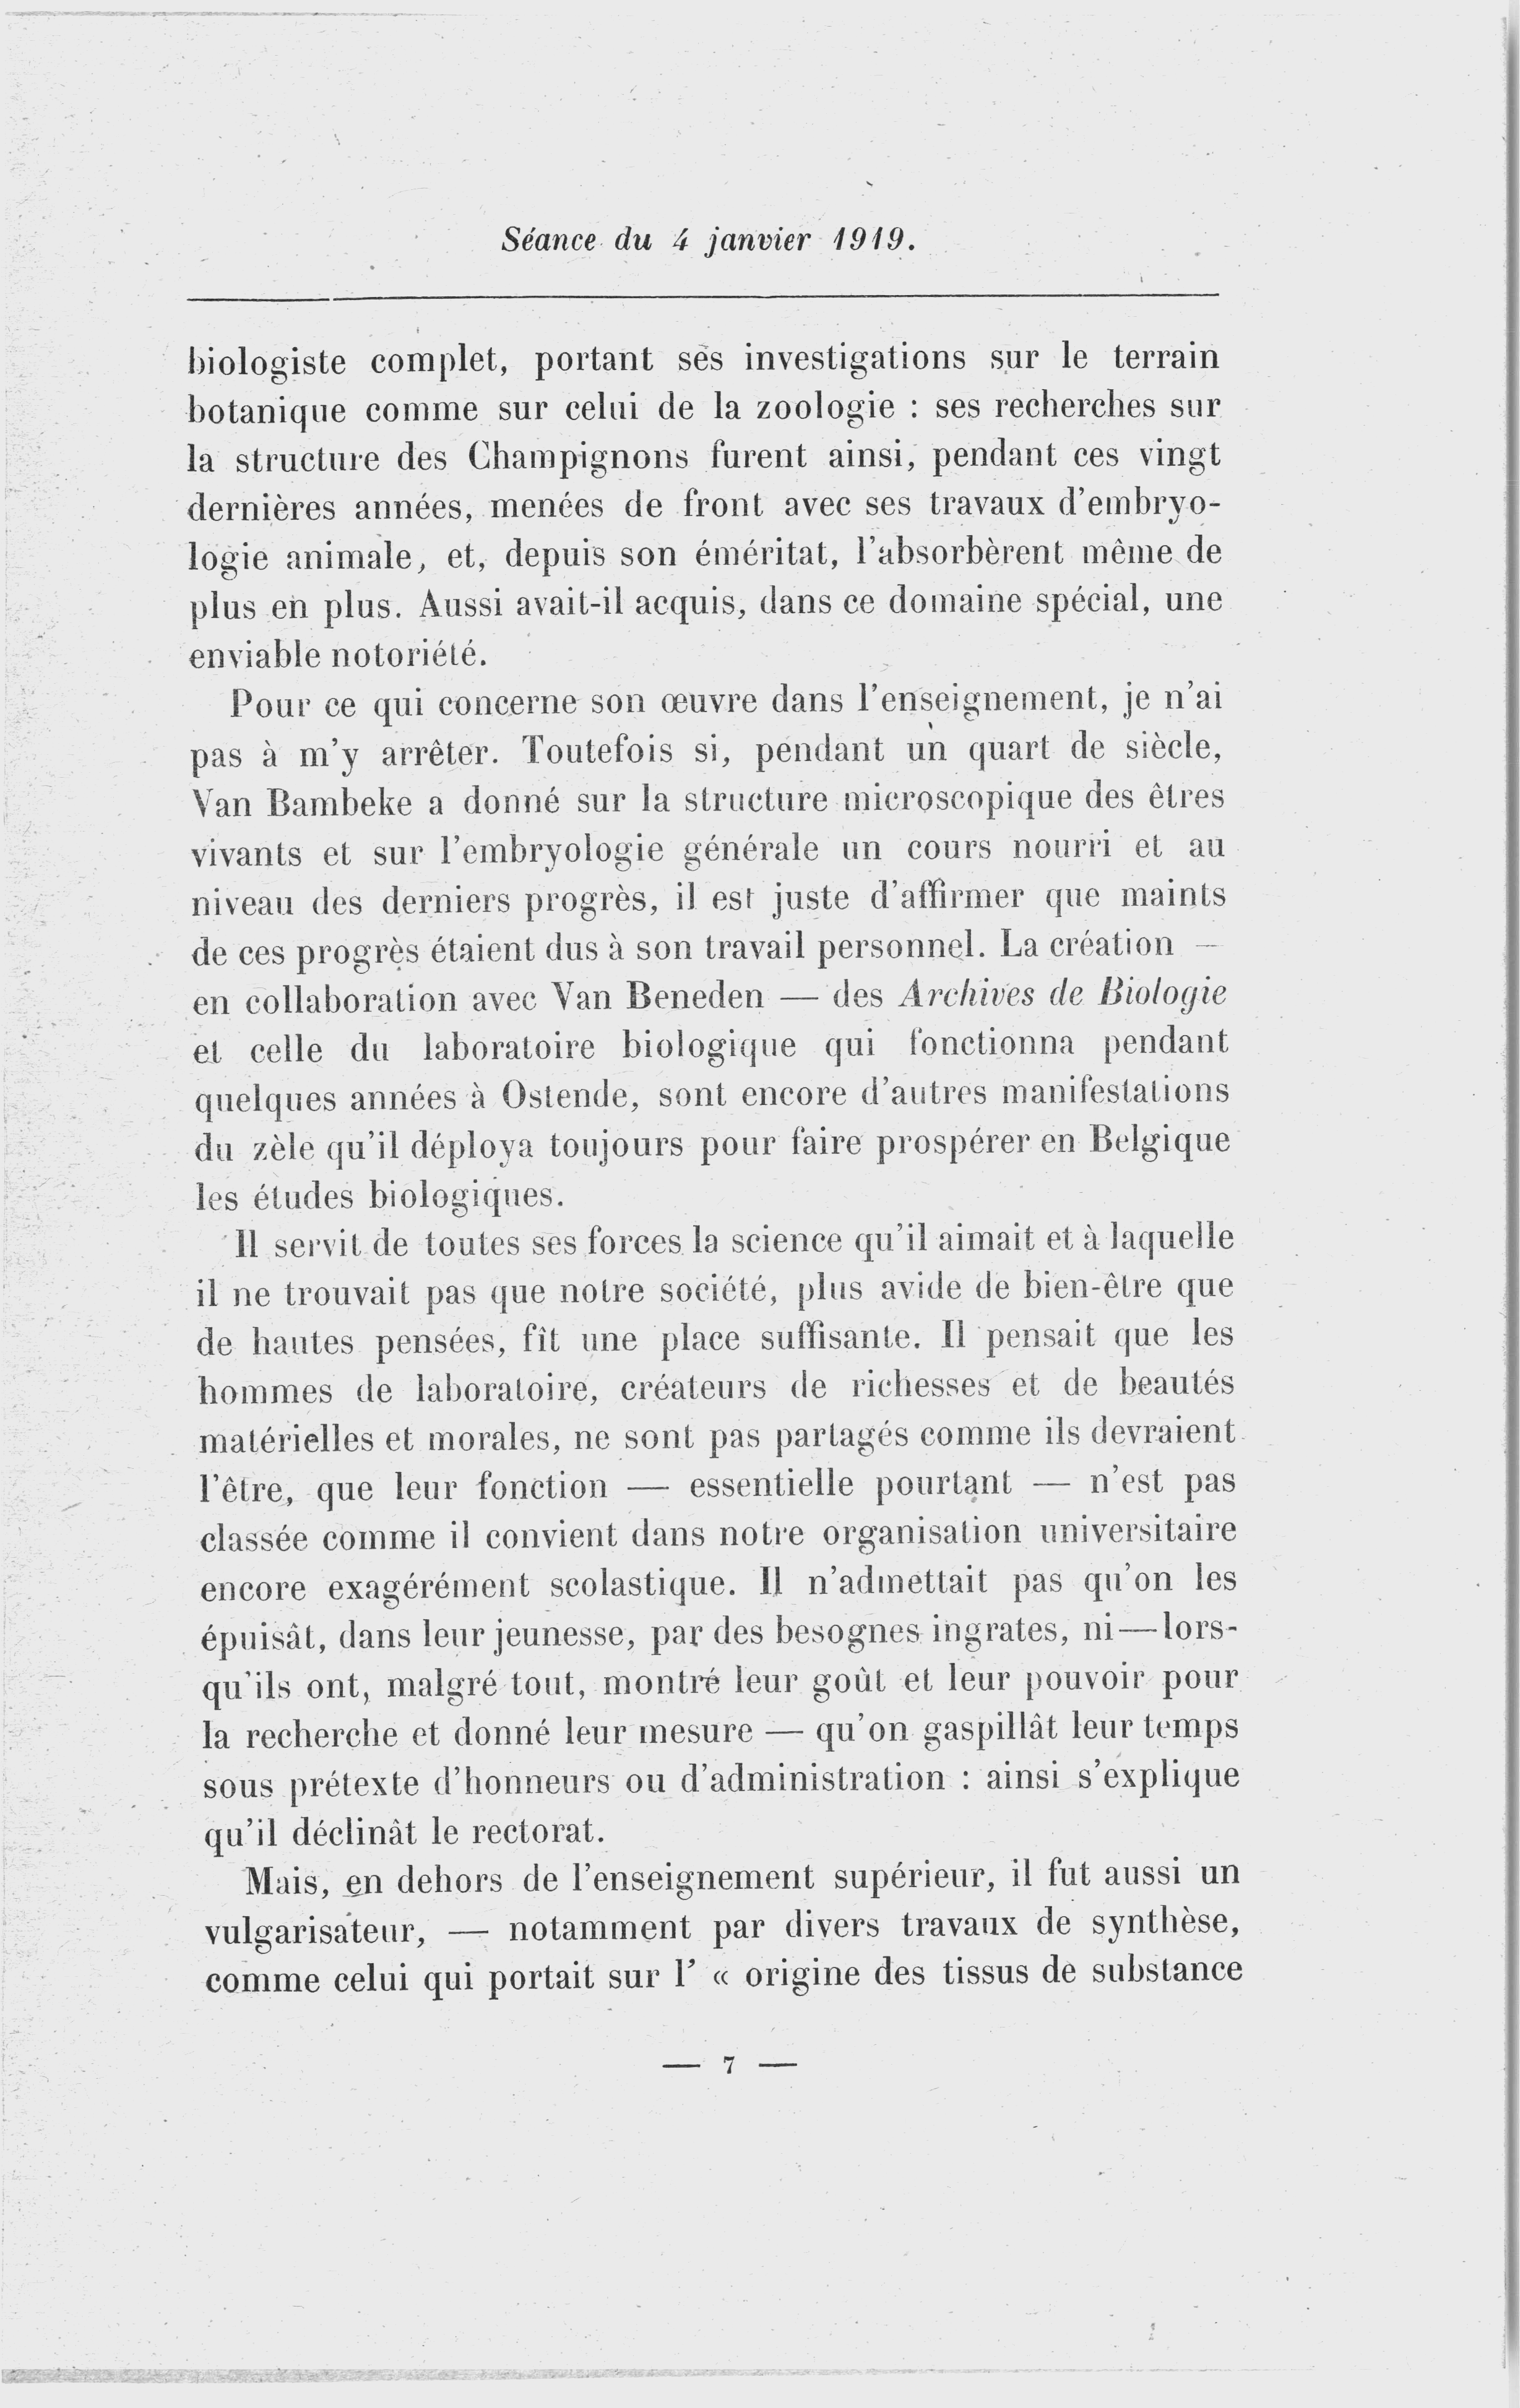 Séance du 4 janvier 1919.
biologiste complet, portant ses investigations sur le terrain
botanique comme sur celui de la zoologie : ses recherches sur
la structure des Champignons furent ainsi, pendant ces vingt
dernières années, menées de front avec ses travaux d'embryo-
logie animale, et, depuis son éméritat, l'absorbèrent même de
plus en plus. Aussi avait-il acquis, dans ce domaine spécial, une
enviable notoriété.
Pour ce qui concerne son œuvre dans l'enseignement, je n'ai
pas à m'y arrêter. Toutefois si, pendant un quart de siècle,
Van Bambeke a donné sur la structure microscopique des êtres
vivants et sur l'embryologie générale un cours nourri et au
niveau des derniers progrès, il est juste d'affirmer que maints
de ces progrès étaient dus à son travail personnel. La création —
en collaboration avec Van Beneden — des Archives de Biologie
et celle du laboratoire biologique qui fonctionna pendant
quelques années à Ostende, sont encore d'autres manifestations
du zèle qu'il déploya toujours pour faire prospérer en Belgique
les études biologiques.
Il servit de toutes ses forces la science qu'il aimait et à laquelle
il ne trouvait pas que notre société, plus avide de bien-être que
de hautes pensées, fît une place suffisante. Il pensait que les
hommes de laboratoire, créateurs de richesses et de beautés
matérielles et morales, ne sont pas partagés comme ils devraient
l'être, que leur fonction — essentielle pourtant — n'est pas
classée comme il convient dans notre organisation universitaire
encore exagérément scolastique. Il n'admettait pas qu'on les
épuisât, dans leur jeunesse, par des besognes ingrates, ni — lors-
qu'ils ont, malgré tout, montré leur goût et leur pouvoir pour
la recherche et donné leur mesure — qu'on gaspillât leur temps
sous prétexte d'honneurs ou d'administration : ainsi s'explique
qu'il déclinât le rectorat.
Mais, en dehors de l'enseignement supérieur, il fut aussi un
vulgarisateur, — notamment par divers travaux de synthèse,
comme celui qui portait sur l' « origine des tissus de substance
— 7 —